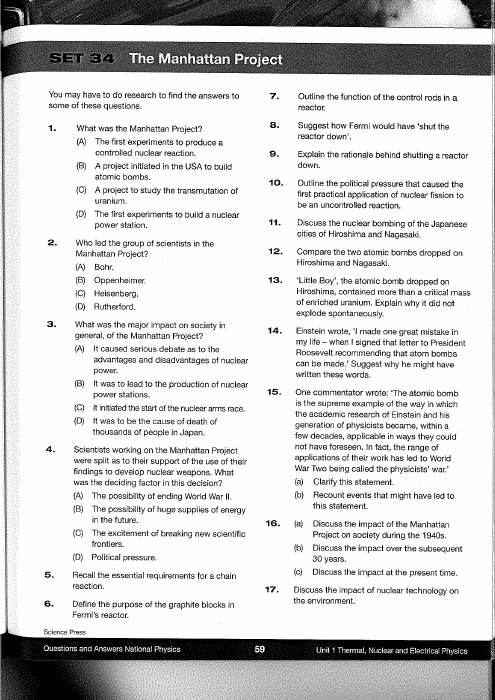 SET 34 The Manhattan Project
You may have to do research to find the answers to
some of these questions.
1. What was the Manhattan Project?
(A) The first experiments to produce a
controlled nuclear reaction.
(B) A project initiated in the USA to build
atomic bombs.
(C) A project to study the transmutation of
uranium.
(D) The first experiments to build a nuclear
power station.
2. Who led the group of scientists in the
Manhattan Project?
(A) Bohr.
(B) Oppenheimer.
(C) Heisenberg.
(D) Rutherford.
3. What was the major impact on society in
general, of the Manhattan Project?
(A) It caused serious debate as to the
advantages and disadvantages of nuclear
power.
(B) It was to lead to the production of nuclear
power stations.
(C) It initiated the start of the nuclear arms race.
(D) It was to be the cause of death of
thousands of people in Japan.
4. Scientists working on the Manhattan Project
were split as to their support of the use of their
findings to develop nuclear weapons. What
was the deciding factor in this decision?
(A) The possibility of ending World War II.
(B) The possibility of huge supplies of energy
in the future.
(C) The excitement of breaking new scientific
frontiers.
(D) Political pressure.
5. Recall the essential requirements for a chain
reaction.
6. Define the purpose of the graphite blocks in
Fermi's reactor.
7. Outline the function of the control rods in a
reactor.
8. Suggest how Fermi would have 'shut the
reactor down'.
9. Explain the rationale behind shutting a reactor
down.
10. Outline the political pressure that caused the
first practical application of nuclear fission to
be an uncontrolled reaction.
11. Discuss the nuclear bombing of the Japanese
cities of Hiroshima and Nagasaki.
12. Compare the two atomic bombs dropped on
Hiroshima and Nagasaki.
13. 'Little Boy', the atomic bomb dropped on
Hiroshima, contained more than a critical mass
of enriched uranium. Explain why it did not
explode spontaneously.
14. Einstein wrote, 'I made one great mistake in
my life – when I signed that letter to President
Roosevelt recommending that atom bombs
can be made.' Suggest why he might have
written these words.
15. One commentator wrote: 'The atomic bomb
is the supreme example of the way in which
the academic research of Einstein and his
generation of physicists became, within a
few decades, applicable in ways they could
not have foreseen. In fact, the range of
applications of their work has led to World
War Two being called the physicists' war.'
(a) Clarify this statement.
(b) Recount events that might have led to
this statement.
16. (a) Discuss the impact of the Manhattan
Project on society during the 1940s.
(b) Discuss the impact over the subsequent
30 years.
(c) Discuss the impact at the present time.
17. Discuss the impact of nuclear technology on
the environment.
Science Press
Questions and Answers National Physics
59
Unit 1 Thermal, Nuclear and Electrical Physics